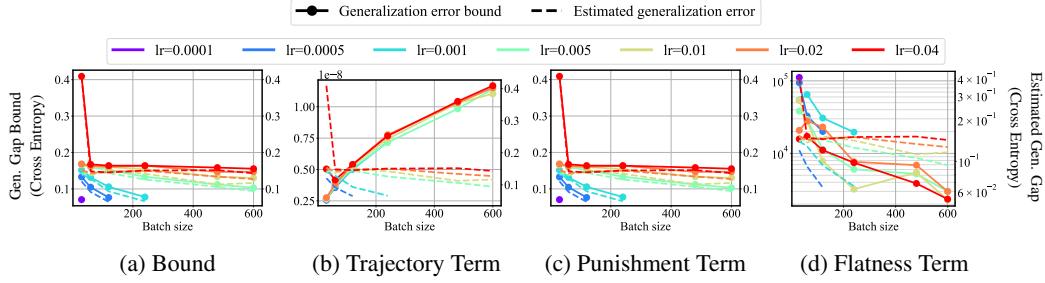 Generalization error bound
Estimated generalization error
lr=0.0001 lr=0.0005 lr=0.001 lr=0.005 lr=0.01 lr=0.02 lr=0.04
Gen. Gap Bound
(Cross Entropy)
0.4
0.3
0.2
0.1
0.4
0.3
0.2
0.1
0 200 400 600
Batch size
(a) Bound
1e−8
1.00
0.75
0.50
0.25
0.4
0.3
0.2
0.1
200 400 600
Batch size
(b) Trajectory Term
0.4
0.3
0.2
0.1
0.4
0.3
0.2
0.1
0 200 400 600
Batch size
(c) Punishment Term
10⁵
10⁴
4 × 10⁻¹
3 × 10⁻¹
2 × 10⁻¹
10⁻¹
6 × 10⁻²
0 200 400 600
Batch size
(d) Flatness Term
Estimated Gen. Gap
(Cross Entropy)